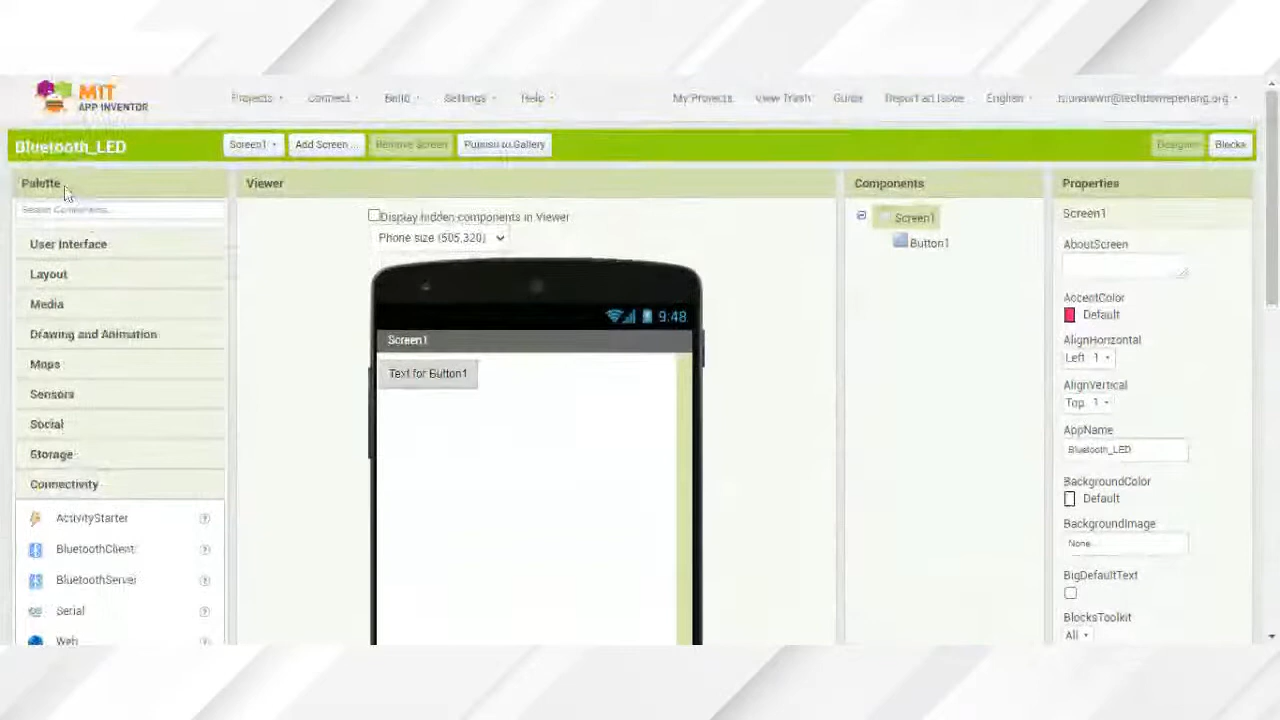 MIT
APP INVENTOR
Projects
Connect
Build
Settings
Help
My Projects
View Trash
Guide
Report an Issue
English
Bluetooth_LED
Screen1
Add Screen ...
Remove Screen
Publish to Gallery
Designer
Blocks
Palette
Search Components...
User Interface
Layout
Media
Drawing and Animation
Maps
Sensors
Social
Storage
Connectivity
ActivityStarter ?
BluetoothClient ?
BluetoothServer ?
Serial ?
Web
Viewer
Display hidden components in Viewer
Phone size (505,320)
9:48
Screen1
Text for Button1
Components
Screen1
Button1
Properties
Screen1
AboutScreen
AccentColor
Default
AlignHorizontal
Left : 1
AlignVertical
Top : 1
AppName
Bluetooth_LED
BackgroundColor
Default
BackgroundImage
None...
BigDefaultText
BlocksToolkit
All